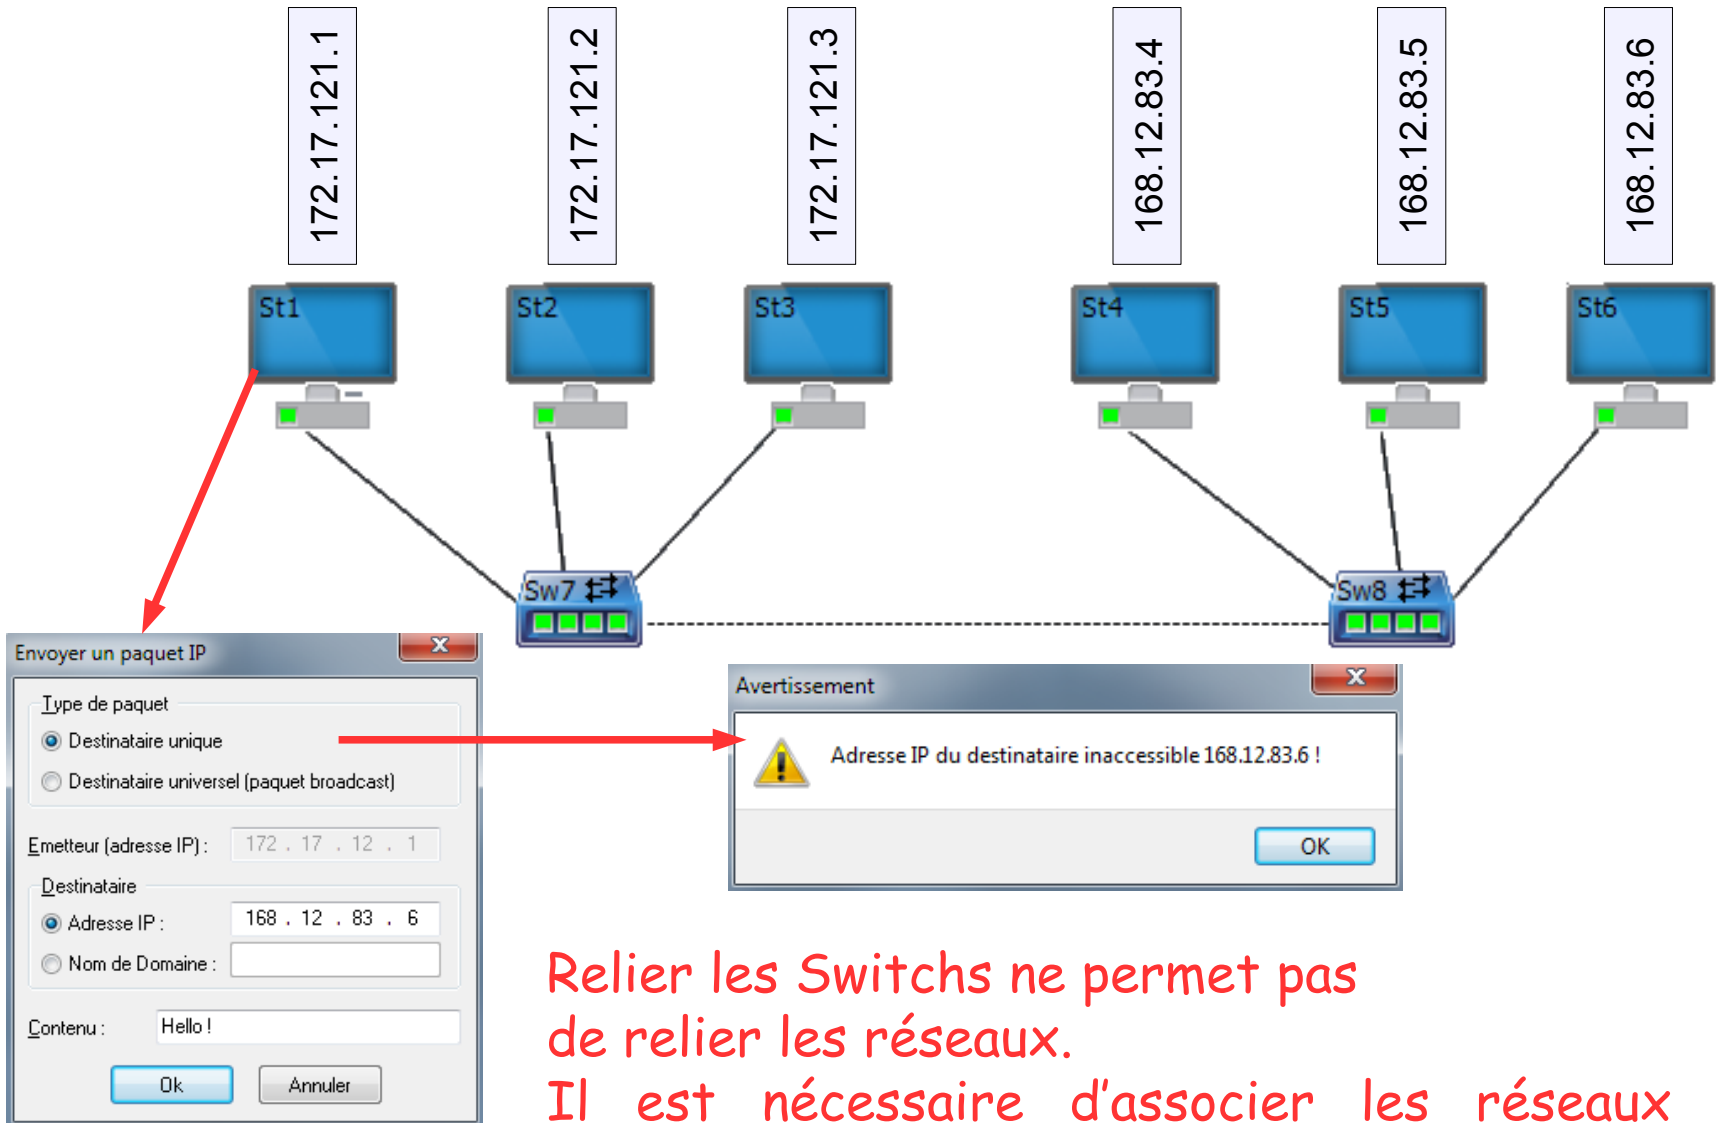 172.17.121.1
172.17.121.2
172.17.121.3
168.12.83.4
168.12.83.5
168.12.83.6
St1
St2
St3
St4
St5
St6
Sw7
Sw8
Envoyer un paquet IP
Type de paquet
Destinataire unique
Destinataire universel (paquet broadcast)
Emetteur (adresse IP) :
172 . 17 . 12 . 1
Destinataire
Adresse IP :
168 . 12 . 83 . 6
Nom de Domaine :
Contenu :
Hello !
Ok
Annuler
Avertissement
Adresse IP du destinataire inaccessible 168.12.83.6 !
OK
Relier les Switchs ne permet pas
de relier les réseaux.
Il est nécessaire d'associer les réseaux